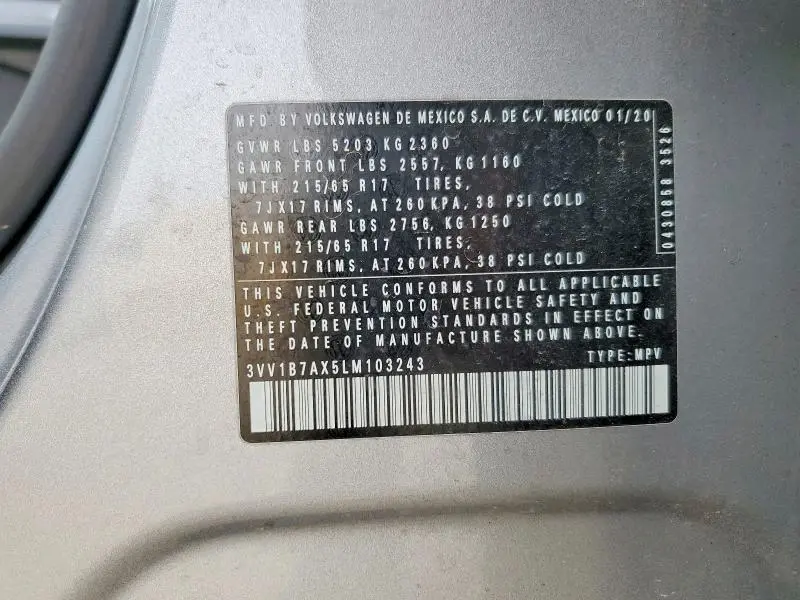 MFD BY VOLKSWAGEN DE MEXICO S.A. DE C.V. MEXICO 01/20
GVWR LBS 5203 KG 2360
GAWR FRONT LBS 2557, KG 1160
WITH 215/65 R17 TIRES,
7JX17 RIMS, AT 260 KPA, 38 PSI COLD
GAWR REAR LBS 2756, KG 1250
WITH 215/65 R17 TIRES,
7JX17 RIMS, AT 260 KPA, 38 PSI COLD
0430858 3526
THIS VEHICLE CONFORMS TO ALL APPLICABLE
U.S. FEDERAL MOTOR VEHICLE SAFETY AND
THEFT PREVENTION STANDARDS IN EFFECT ON
THE DATE OF MANUFACTURE SHOWN ABOVE.
3VV1B7AX5LM103243 TYPE: MPV